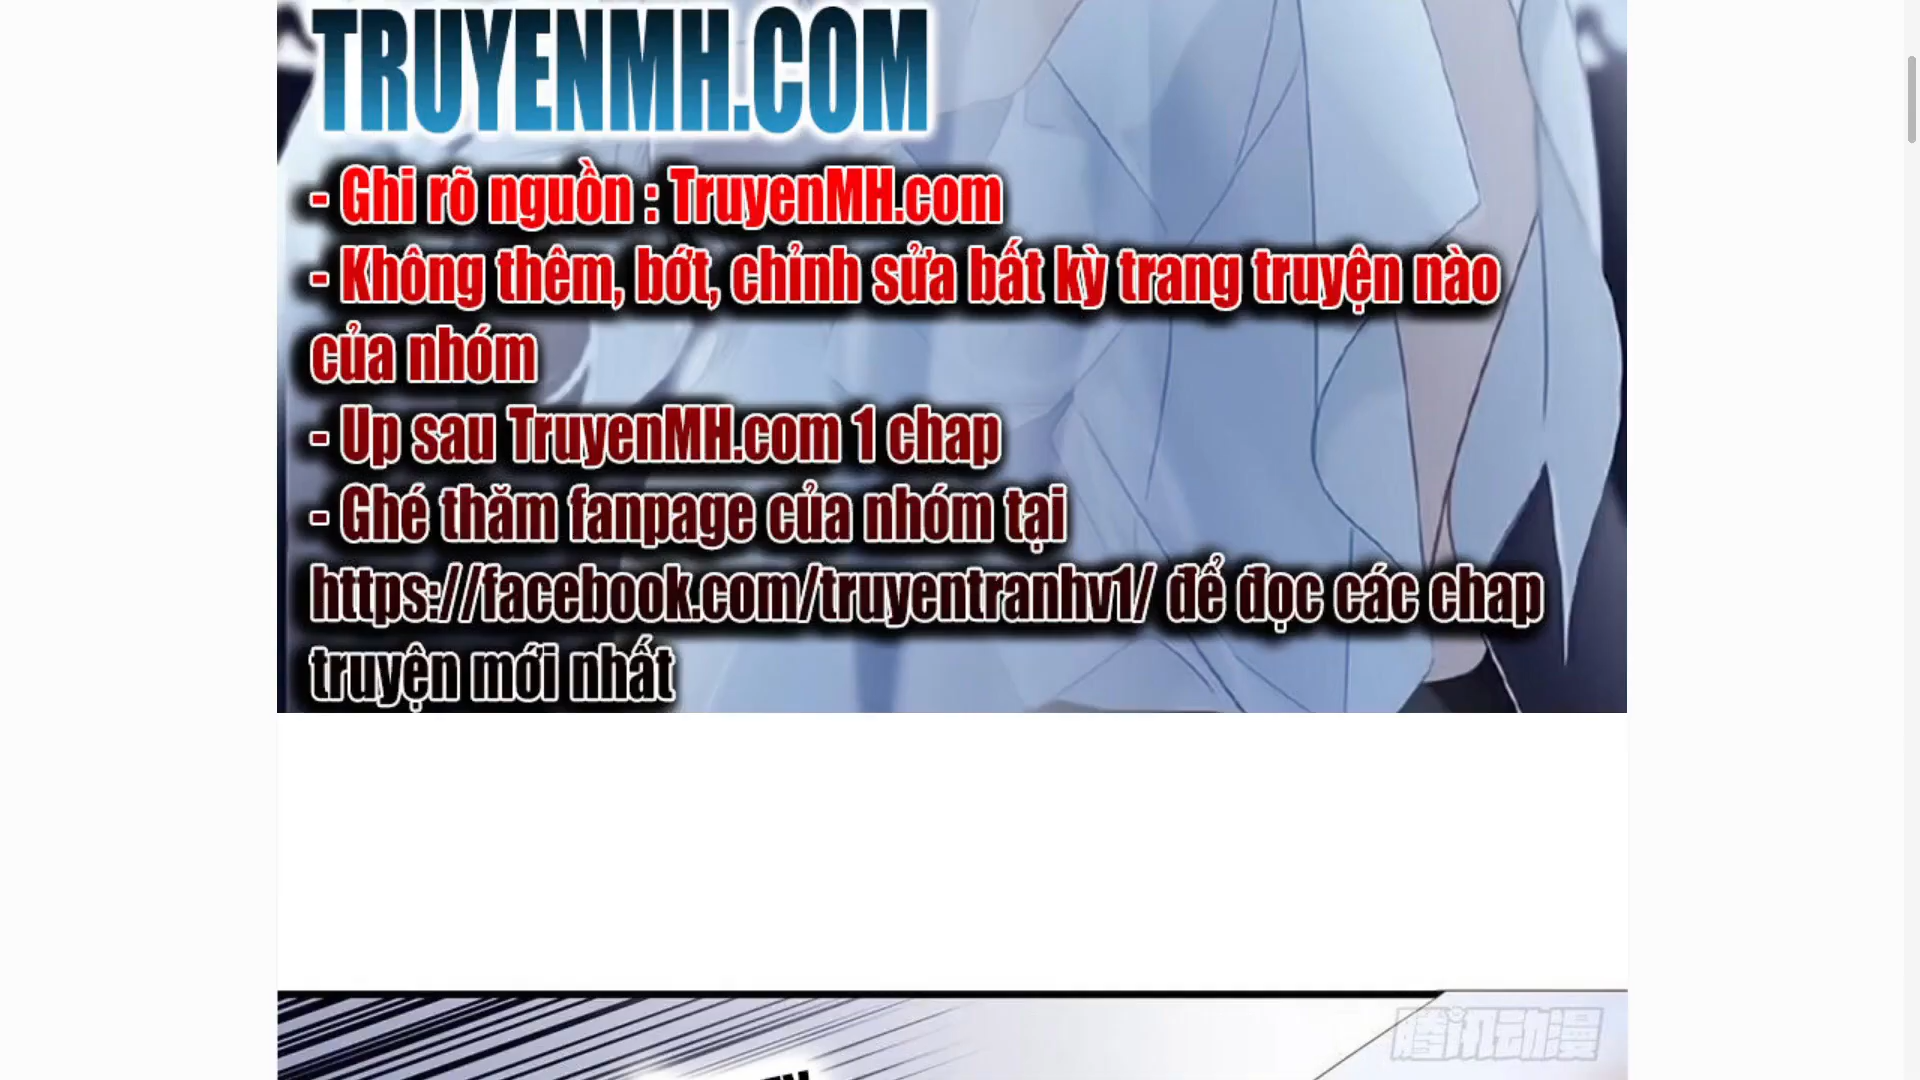 TRUYENMH.COM
- Ghi rõ nguồn : TruyenMH.com
- Không thêm, bớt, chỉnh sửa bất kỳ trang truyện nào
của nhóm
- Up sau TruyenMH.com 1 chap
- Ghé thăm fanpage của nhóm tại
https://facebook.com/truyentranhv1/ để đọc các chap
truyện mới nhất
腾讯动漫